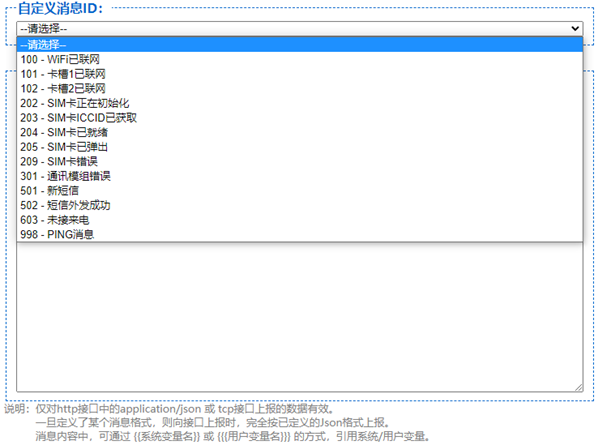 自定义消息ID：
--请选择--
--请选择--
100 - WiFi已联网
101 - 卡槽1已联网
102 - 卡槽2已联网
202 - SIM卡正在初始化
203 - SIM卡ICCID已获取
204 - SIM卡已就绪
205 - SIM卡已弹出
209 - SIM卡错误
301 - 通讯模组错误
501 - 新短信
502 - 短信外发成功
603 - 未接来电
998 - PING消息
说明：仅对http接口中的application/json 或 tcp接口上报的数据有效。
一旦定义了某个消息格式，则向接口上报时，完全按已定义的Json格式上报。
消息内容中，可通过 {{系统变量名}} 或 {{{用户变量名}}} 的方式，引用系统/用户变量。